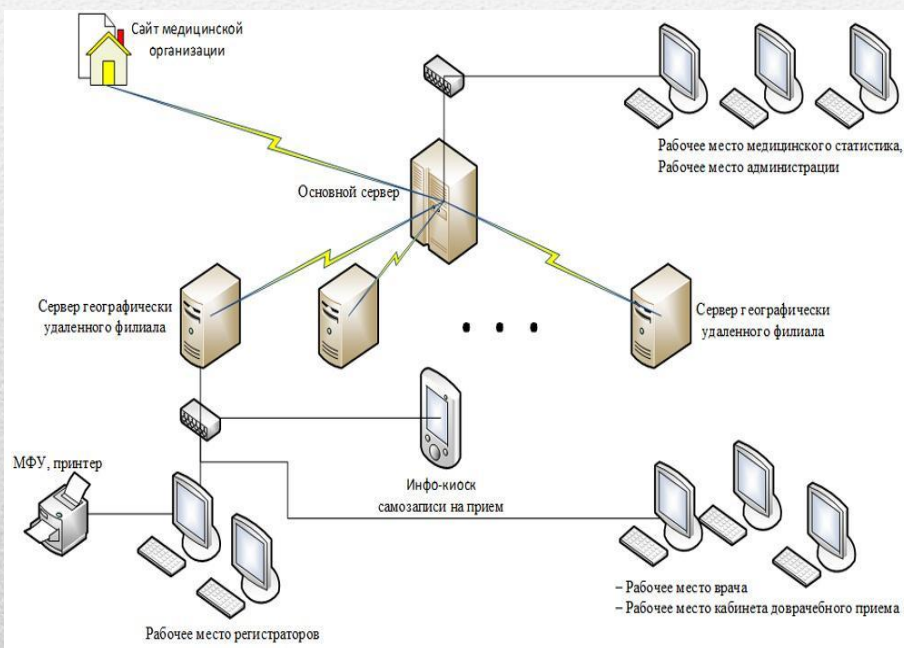 Сайт медицинской
организации
Рабочее место медицинского статистика,
Рабочее место администрации
Основной сервер
Сервер географически
удаленного филиала
Сервер географически
удаленного филиала
МФУ, принтер
Инфо-киоск
самозаписи на прием
– Рабочее место врача
– Рабочее место кабинета доврачебного приема
Рабочее место регистраторов